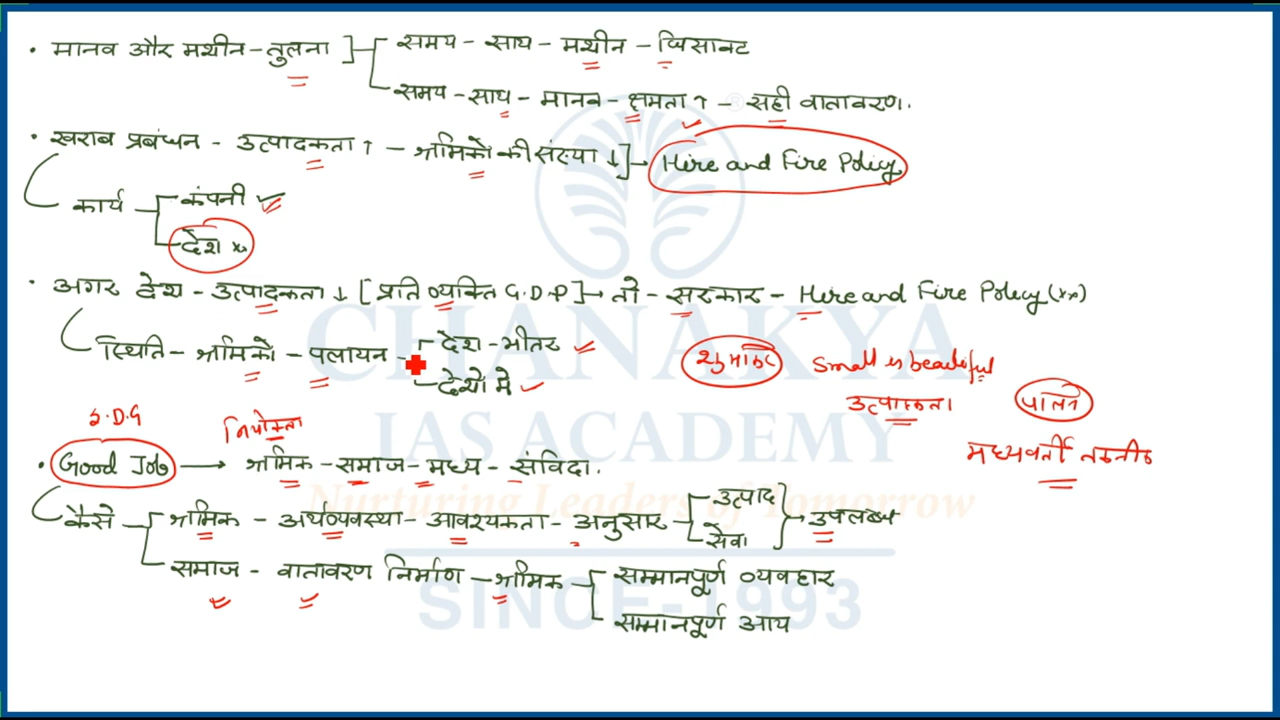 • मानव और मशीन - तुलना ] समय - साथ - मशीन - घिसावट
समय - साथ - मानव - क्षमता ↑ - सही वातावरण.
• खराब प्रबंधन - उत्पादकता ↑ - श्रमिकों की संख्या ↓ ] → Hire and Fire Policy
कार्य कंपनी ✓
देश xx
• अगर देश - उत्पादकता ↓ [ प्रति व्यक्ति G.D.P ] → तो - सरकार - Hire and Fire Policy (xx)
स्थिति - श्रमिकों - पलायन - देश - भीतर ✓
देशों में ✓
Small is beautiful
उत्पादकता
S.D.G
नियोक्ता
मध्यवर्ती तकनीक
• Good Job → श्रमिक - समाज - मध्य - संविदा.
कैसे श्रमिक - अर्थव्यवस्था - आवश्यकता - अनुसार उत्पाद सेवा उपलब्ध
समाज - वातावरण निर्माण - श्रमिक सम्मानपूर्ण व्यवहार
सम्मानपूर्ण आय
CHANAKYA
IAS ACADEMY
Nurturing Leaders of Tomorrow
SINCE-1993